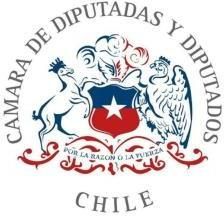 CAMARA DE DIPUTADAS Y DIPUTADOS
POR LA RAZON O LA FUERZA
CHILE